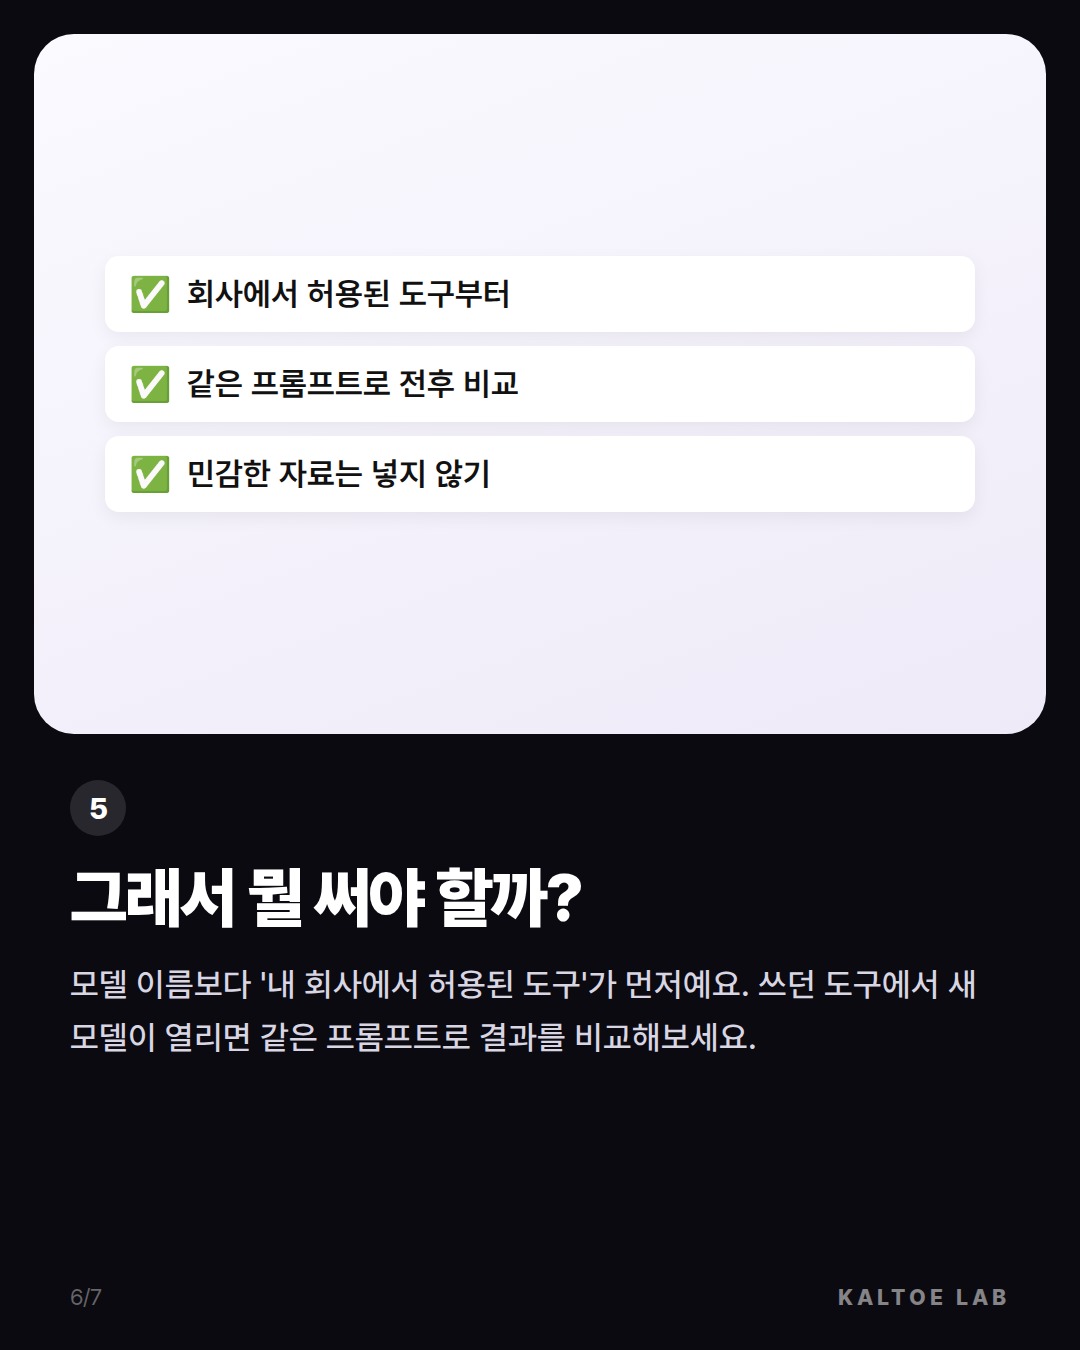 ✅ 회사에서 허용된 도구부터
✅ 같은 프롬프트로 전후 비교
✅ 민감한 자료는 넣지 않기
5
그래서 뭘 써야 할까?
모델 이름보다 '내 회사에서 허용된 도구'가 먼저예요. 쓰던 도구에서 새
모델이 열리면 같은 프롬프트로 결과를 비교해보세요.
6/7
KALTOE LAB